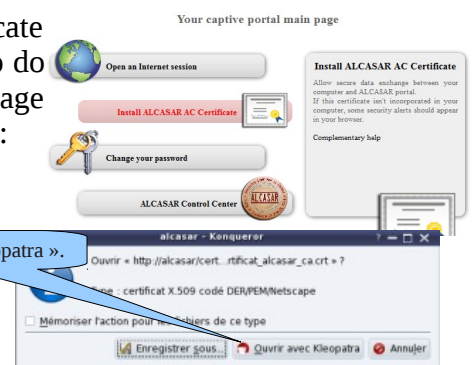 Your captive portal main page
cate
o do
age
:
Open an Internet session
Install ALCASAR AC Certificate
Change your password
ALCASAR Control Center
ALCASAR
Install ALCASAR AC Certificate
Allow secure data exchange between your
computer and ALCASAR portal.
If this certificate isn't incorporated in your
computer, some security alerts should appear
in your browser.
Complementary help
opatra ».
alcasar - Konqueror
Ouvrir « http://alcasar/cert...rtificat_alcasar_ca.crt » ?
: certificat X.509 codé DER/PEM/Netscape
Mémoriser l'action pour les fichiers de ce type
Enregistrer sous...
Ouvrir avec Kleopatra
Annuler